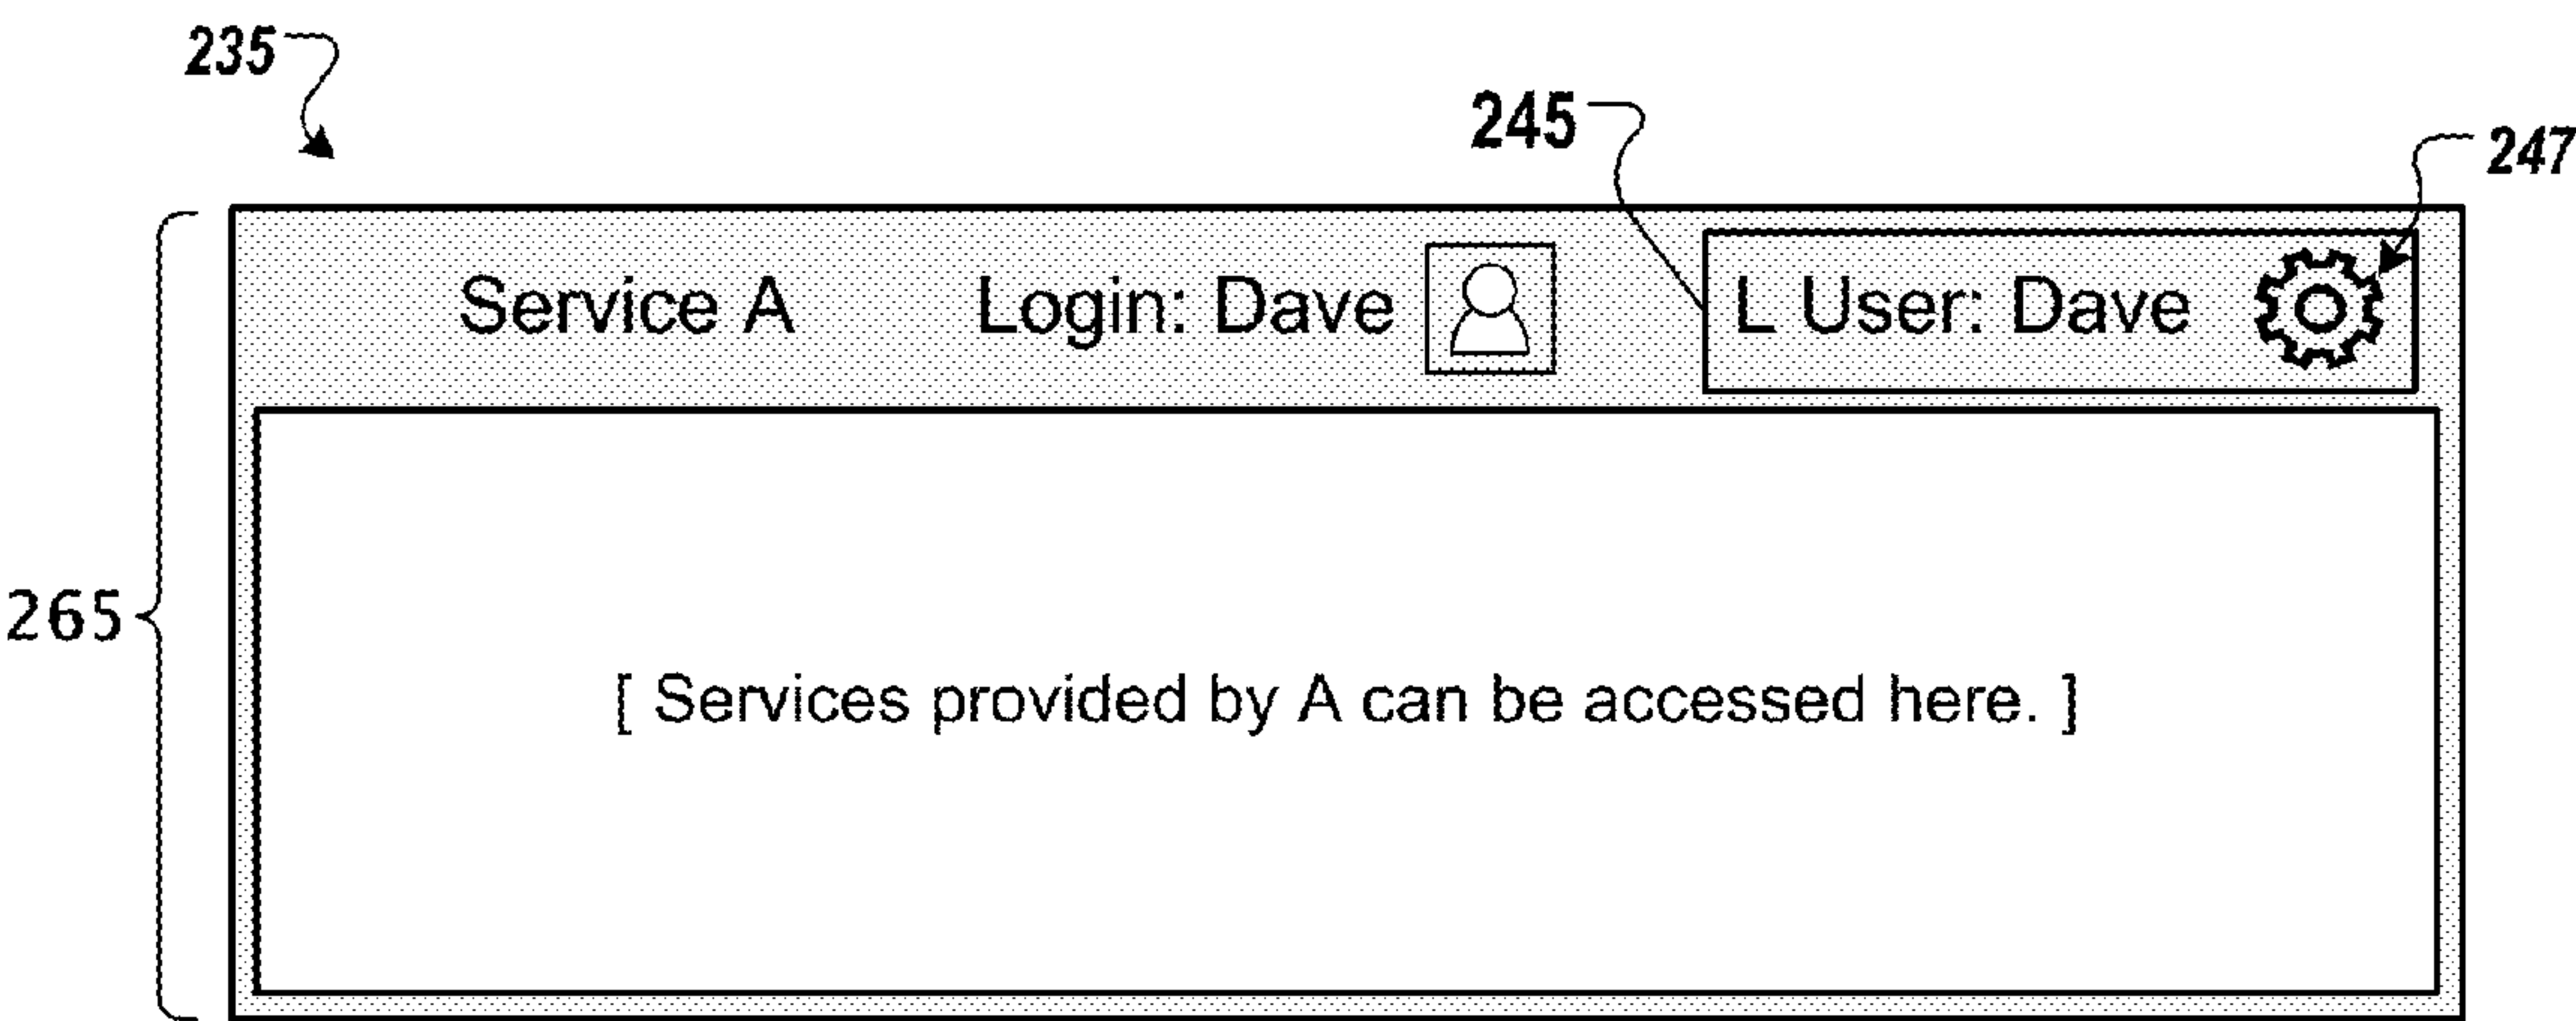 235
245
247
Service A Login: Dave L User: Dave
265
[ Services provided by A can be accessed here. ]